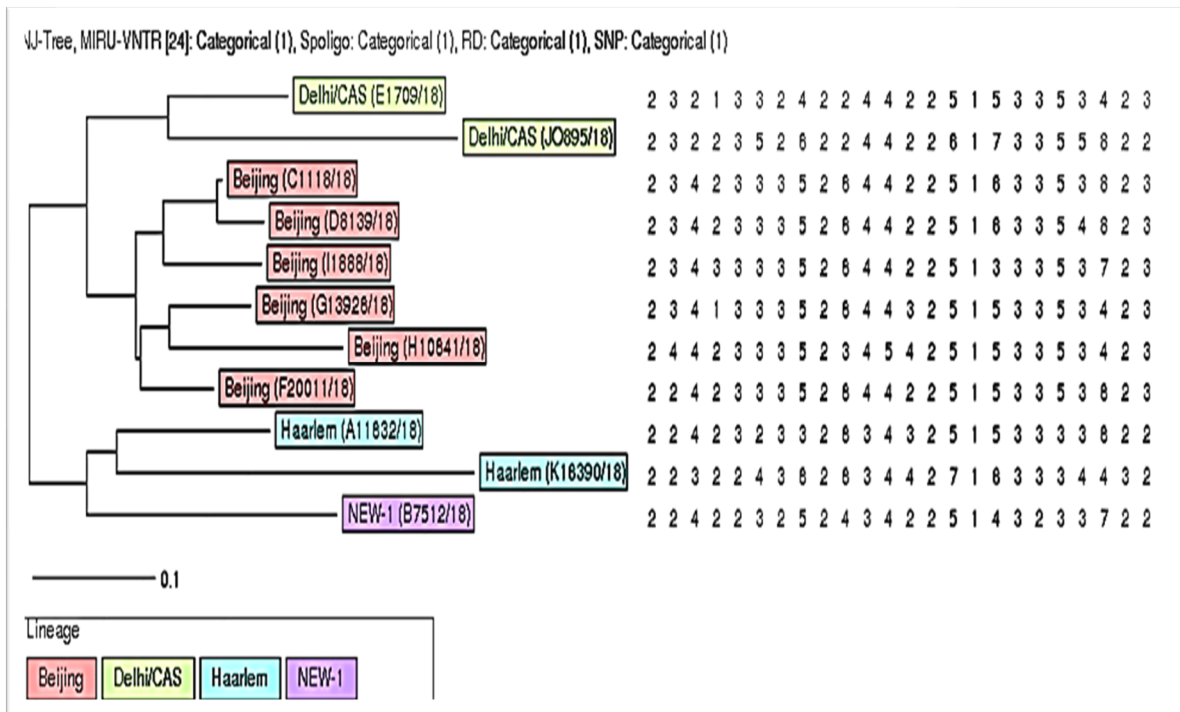 NJ-Tree, MIRU-VNTR [24]: Categorical (1), Spoligo: Categorical (1), RD: Categorical (1), SNP: Categorical (1)
Delhi/CAS (E1709/18) 2 3 2 1 3 3 2 4 2 2 4 4 2 2 5 1 5 3 3 5 3 4 2 3
Delhi/CAS (JO895/18) 2 3 2 2 3 5 2 6 2 2 4 4 2 2 6 1 7 3 3 5 5 8 2 2
Beijing (C1118/18) 2 3 4 2 3 3 3 5 2 6 4 4 2 2 5 1 6 3 3 5 3 8 2 3
Beijing (D8139/18) 2 3 4 2 3 3 3 5 2 6 4 4 2 2 5 1 6 3 3 5 4 8 2 3
Beijing (I1888/18) 2 3 4 3 3 3 3 5 2 6 4 4 2 2 5 1 3 3 3 5 3 7 2 3
Beijing (G13928/18) 2 3 4 1 3 3 3 5 2 6 4 4 3 2 5 1 5 3 3 5 3 4 2 3
Beijing (H10841/18) 2 4 4 2 3 3 3 5 2 3 4 5 4 2 5 1 5 3 3 5 3 4 2 3
Beijing (F20011/18) 2 2 4 2 3 3 3 5 2 6 4 4 2 2 5 1 5 3 3 5 3 6 2 3
Haarlem (A11832/18) 2 2 4 2 3 2 3 3 2 6 3 4 3 2 5 1 5 3 3 3 3 6 2 2
Haarlem (K16390/18) 2 2 3 2 2 4 3 6 2 6 3 4 4 2 7 1 6 3 3 3 4 4 3 2
NEW-1 (B7512/18) 2 2 4 2 2 3 2 5 2 4 3 4 2 2 5 1 4 3 2 3 3 7 2 2
0.1
Lineage
Beijing Delhi/CAS Haarlem NEW-1